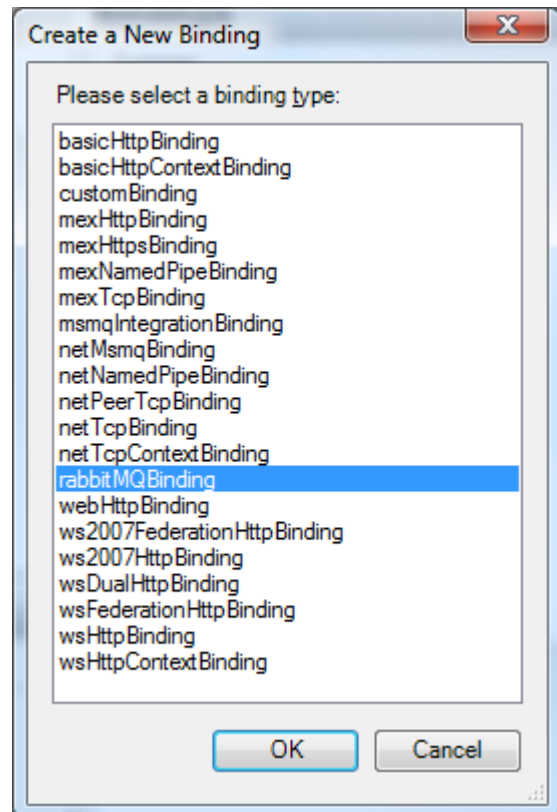 Create a New Binding
Please select a binding type:
basicHttpBinding
basicHttpContextBinding
customBinding
mexHttpBinding
mexHttpsBinding
mexNamedPipeBinding
mexTcpBinding
msmqIntegrationBinding
netMsmqBinding
netNamedPipeBinding
netPeerTcpBinding
netTcpBinding
netTcpContextBinding
rabbitMQBinding
webHttpBinding
ws2007FederationHttpBinding
ws2007HttpBinding
wsDualHttpBinding
wsFederationHttpBinding
wsHttpBinding
wsHttpContextBinding
OK Cancel